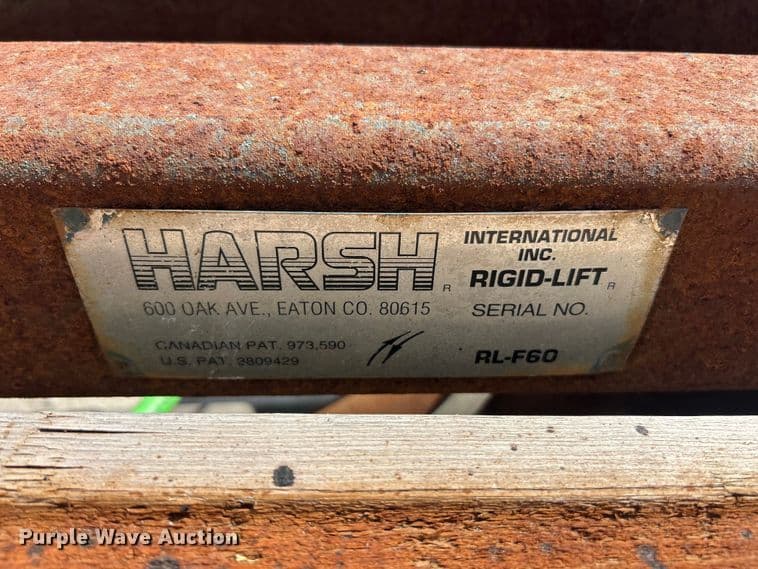 HARSH ®
INTERNATIONAL
INC.
RIGID-LIFT ®
600 OAK AVE., EATON CO. 80615
SERIAL NO.
CANADIAN PAT. 973,590
U.S. PAT. 3809429
RL-F60
Purple Wave Auction